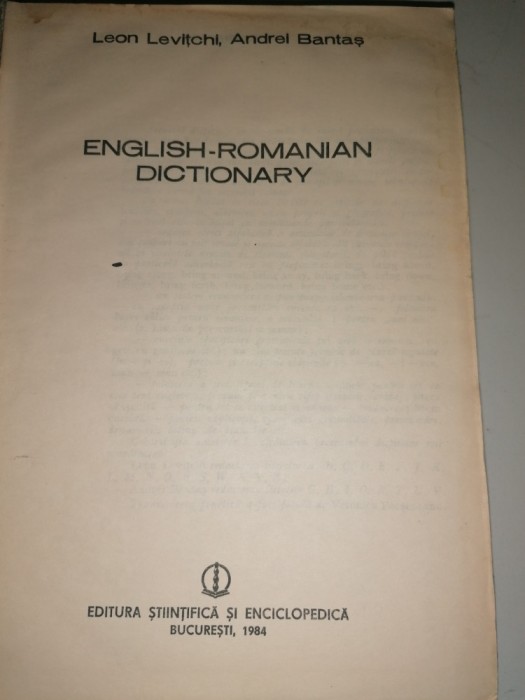 Leon Levițchi, Andrei Bantaș
ENGLISH-ROMANIAN
DICTIONARY
EDITURA ȘTIINȚIFICĂ ȘI ENCICLOPEDICĂ
BUCUREȘTI, 1984